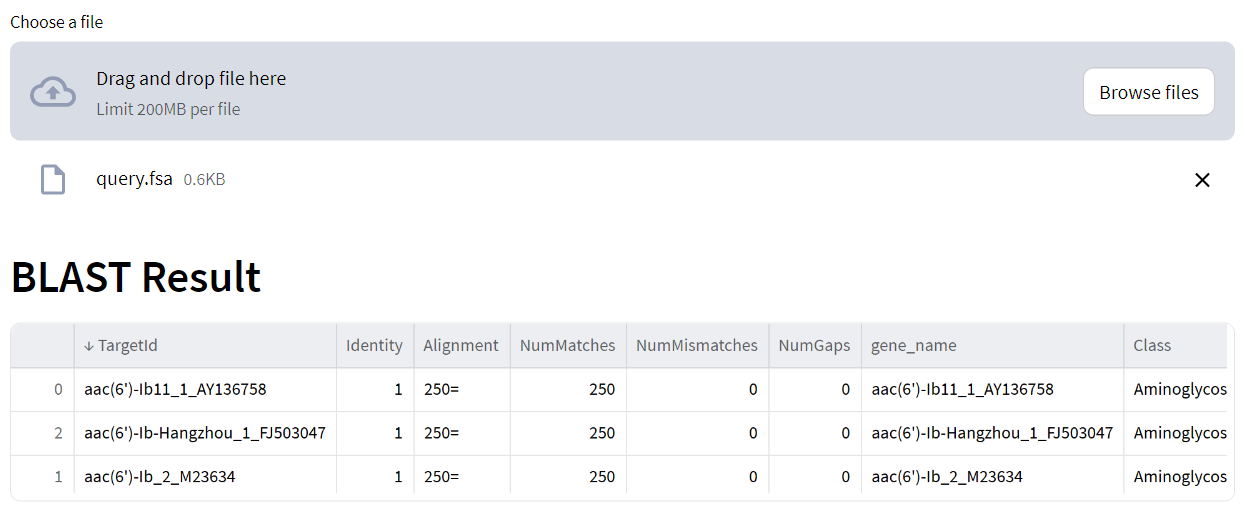 Choose a file
Drag and drop file here
Limit 200MB per file
Browse files
query.fsa 0.6KB
BLAST Result
↓ TargetId Identity Alignment NumMatches NumMismatches NumGaps gene_name Class
0 aac(6')-Ib11_1_AY136758 1 250= 250 0 0 aac(6')-Ib11_1_AY136758 Aminoglycos
2 aac(6')-Ib-Hangzhou_1_FJ503047 1 250= 250 0 0 aac(6')-Ib-Hangzhou_1_FJ503047 Aminoglycos
1 aac(6')-Ib_2_M23634 1 250= 250 0 0 aac(6')-Ib_2_M23634 Aminoglycos